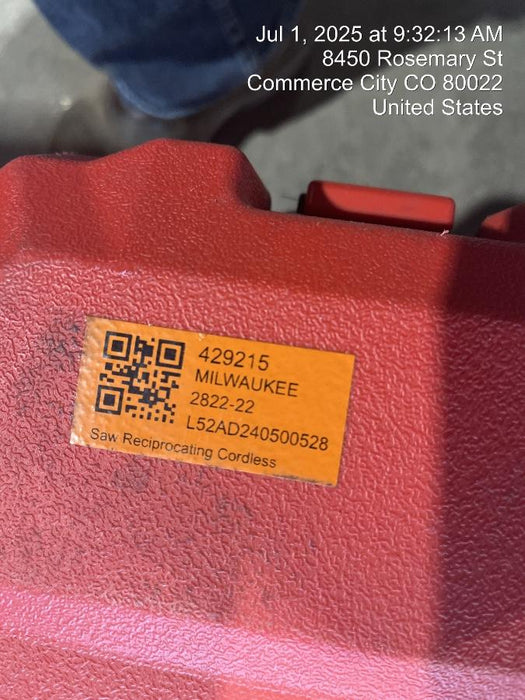 Jul 1, 2025 at 9:32:13 AM
8450 Rosemary St
Commerce City CO 80022
United States
429215
MILWAUKEE
2822-22
L52AD240500528
Saw Reciprocating Cordless